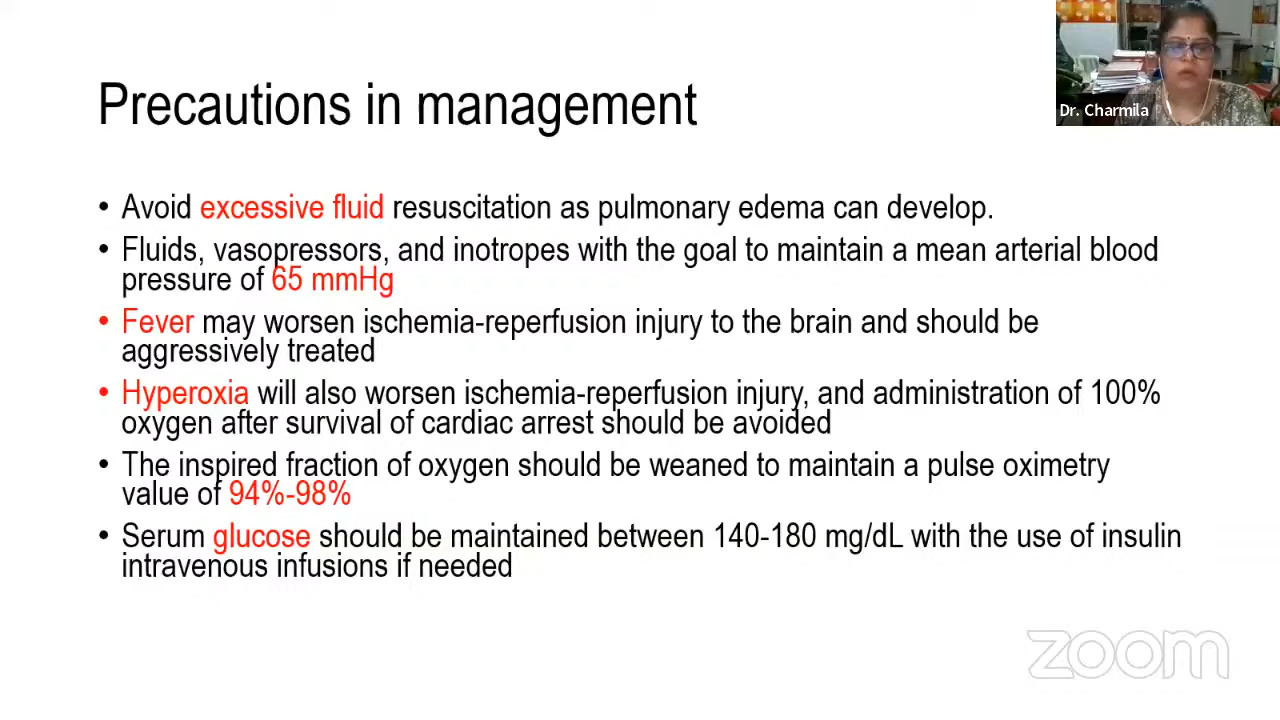 Precautions in management
Dr. Charmila
• Avoid excessive fluid resuscitation as pulmonary edema can develop.
• Fluids, vasopressors, and inotropes with the goal to maintain a mean arterial blood
pressure of 65 mmHg
• Fever may worsen ischemia-reperfusion injury to the brain and should be
aggressively treated
• Hyperoxia will also worsen ischemia-reperfusion injury, and administration of 100%
oxygen after survival of cardiac arrest should be avoided
• The inspired fraction of oxygen should be weaned to maintain a pulse oximetry
value of 94%-98%
• Serum glucose should be maintained between 140-180 mg/dL with the use of insulin
intravenous infusions if needed
zoom